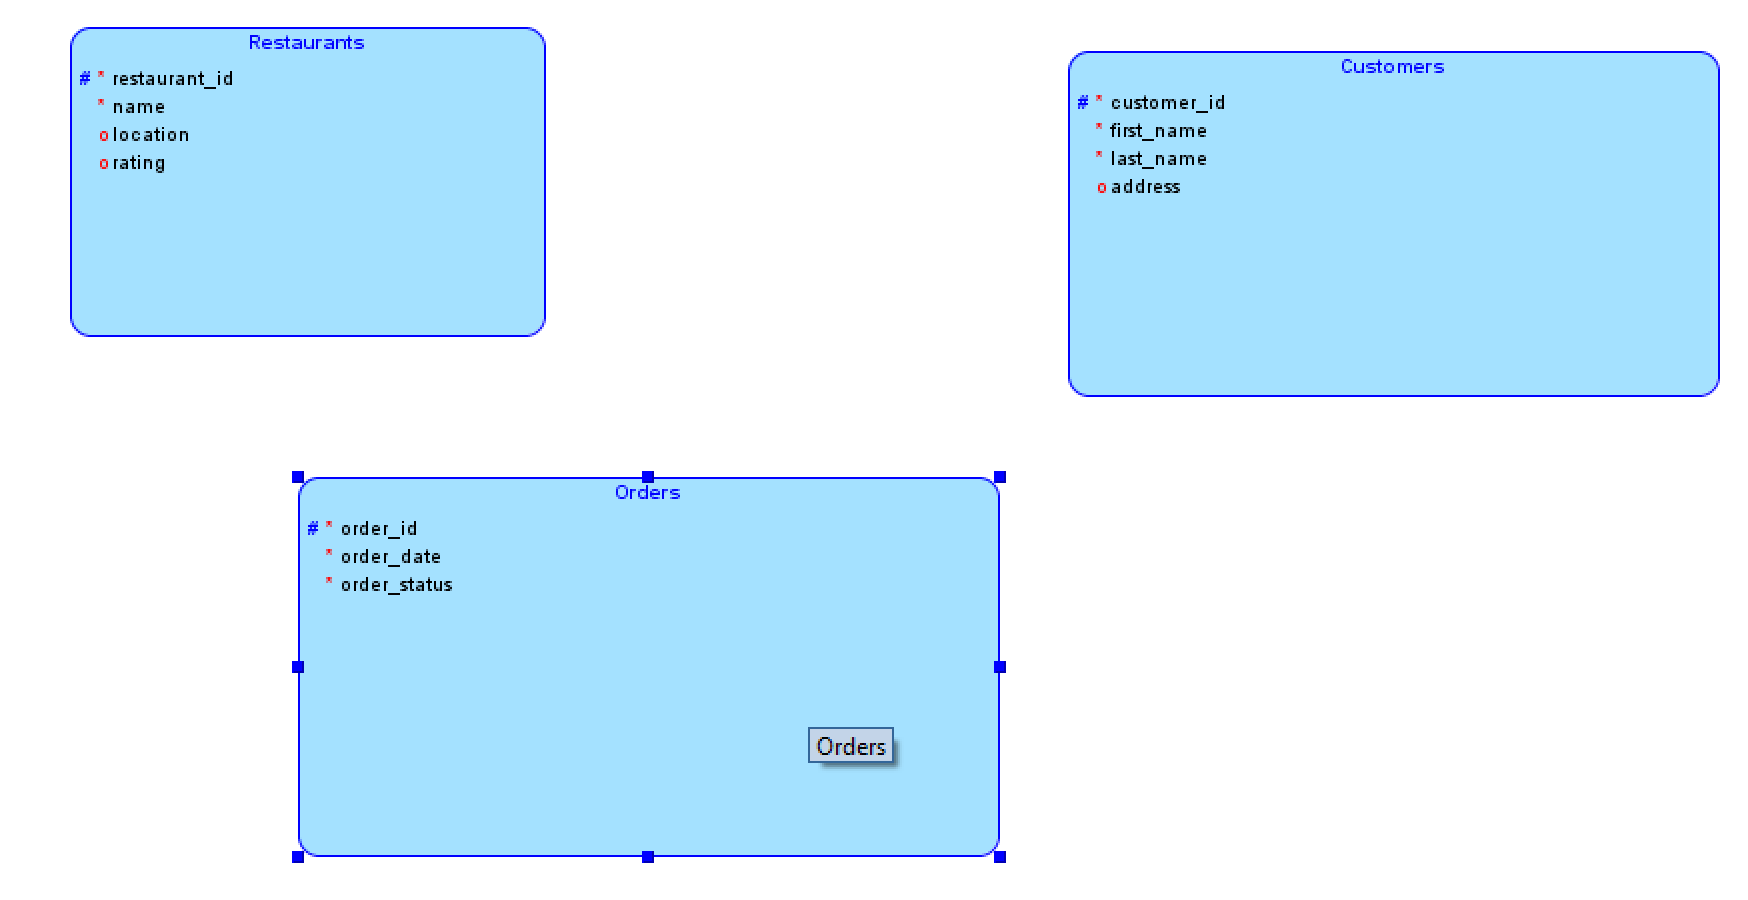 Restaurants
# * restaurant_id
* name
o location
o rating
Customers
# * customer_id
* first_name
* last_name
o address
Orders
# * order_id
* order_date
* order_status
Orders